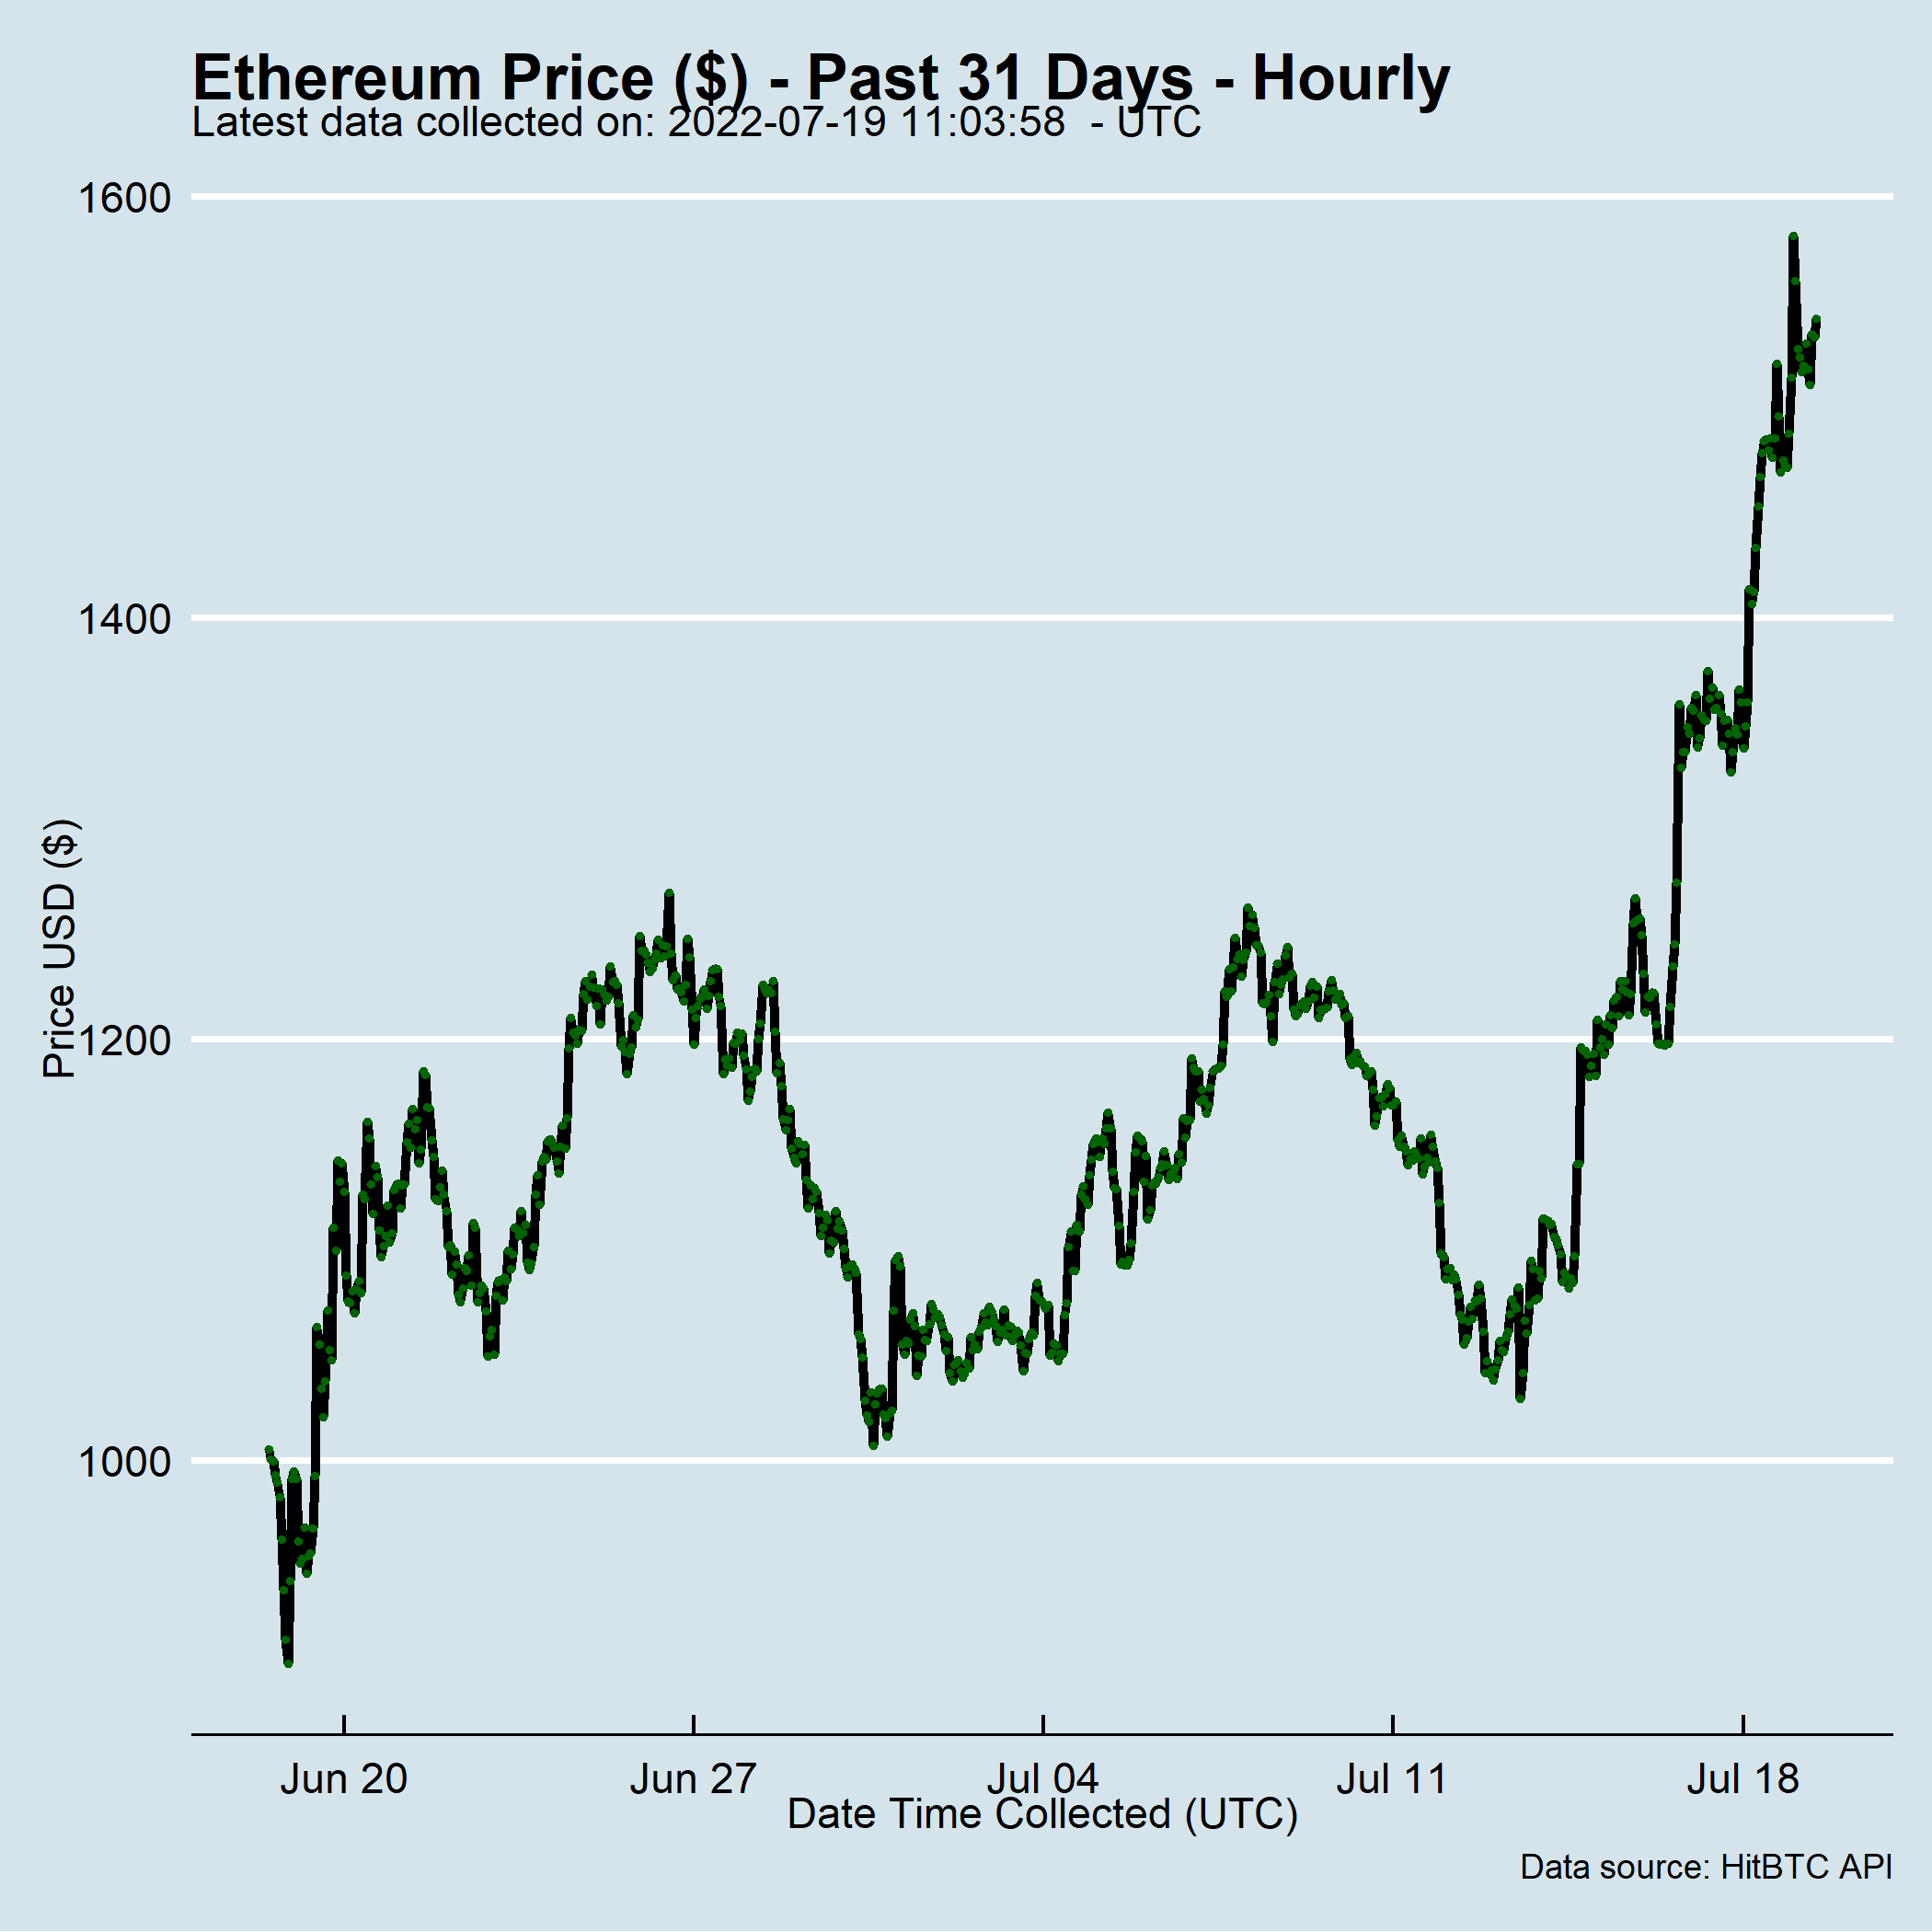 Ethereum Price ($) - Past 31 Days - Hourly
Latest data collected on: 2022-07-19 11:03:58  - UTC
1600
1400
1200
1000
Price USD ($)
Jun 20 Jun 27 Jul 04 Jul 11 Jul 18
Date Time Collected (UTC)
Data source: HitBTC API